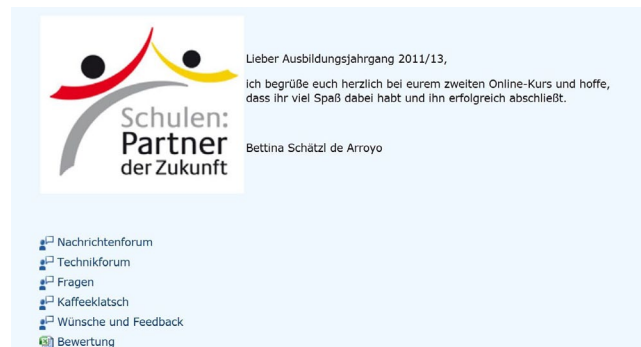 Schulen:
Partner
der Zukunft
Lieber Ausbildungsjahrgang 2011/13,
ich begrüße euch herzlich bei eurem zweiten Online-Kurs und hoffe,
dass ihr viel Spaß dabei habt und ihn erfolgreich abschließt.
Bettina Schätzl de Arroyo
Nachrichtenforum
Technikforum
Fragen
Kaffeeklatsch
Wünsche und Feedback
Bewertung